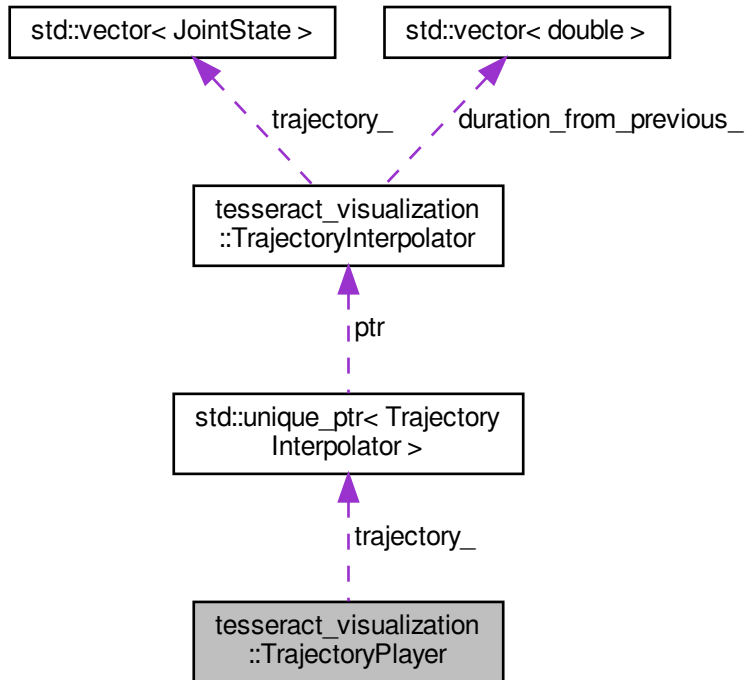 std::vector< JointState >
std::vector< double >
trajectory_
duration_from_previous_
tesseract_visualization
::TrajectoryInterpolator
ptr
std::unique_ptr< Trajectory
Interpolator >
trajectory_
tesseract_visualization
::TrajectoryPlayer